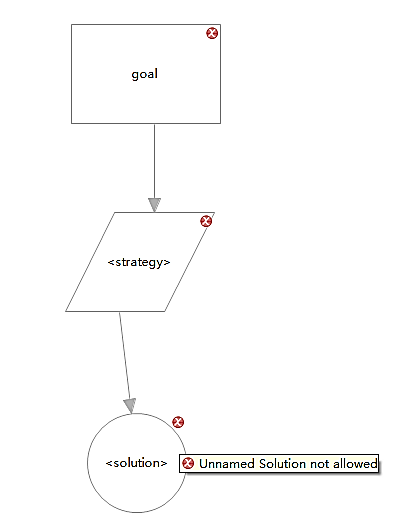 goal
<strategy>
<solution>
Unnamed Solution not allowed